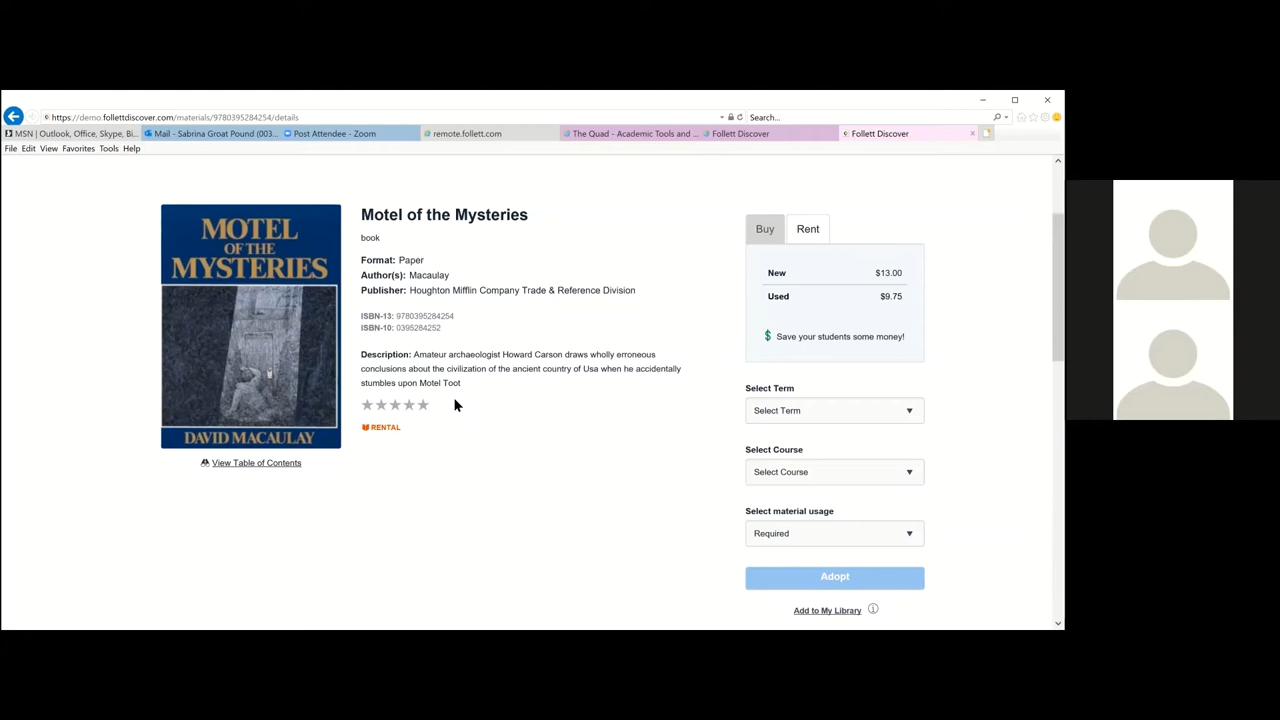 https://demo.follettdiscover.com/materials/9780395284254/details
Search...
MSN | Outlook, Office, Skype, Bi...
Mail - Sabrina Groat Pound (003...
Post Attendee - Zoom
remote.follett.com
The Quad - Academic Tools and ...
Follett Discover
Follett Discover
File Edit View Favorites Tools Help
MOTEL
OF THE
MYSTERIES
DAVID MACAULAY
View Table of Contents
Motel of the Mysteries
book
Format: Paper
Author(s): Macaulay
Publisher: Houghton Mifflin Company Trade & Reference Division
ISBN-13: 9780395284254
ISBN-10: 0395284252
Description: Amateur archaeologist Howard Carson draws wholly erroneous
conclusions about the civilization of the ancient country of Usa when he accidentally
stumbles upon Motel Toot
RENTAL
Buy
Rent
New $13.00
Used $9.75
Save your students some money!
Select Term
Select Term
Select Course
Select Course
Select material usage
Required
Adopt
Add to My Library